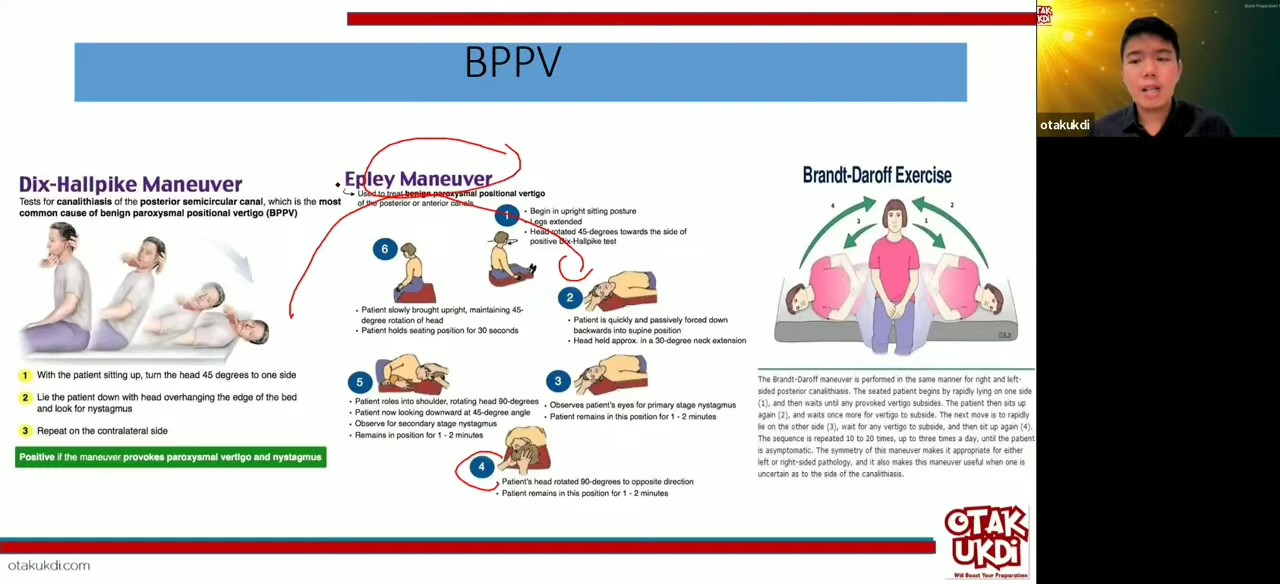 BPPV
Dix-Hallpike Maneuver
Tests for canalithiasis of the posterior semicircular canal, which is the most
common cause of benign paroxysmal positional vertigo (BPPV)
1 With the patient sitting up, turn the head 45 degrees to one side
2 Lie the patient down with head overhanging the edge of the bed
and look for nystagmus
3 Repeat on the contralateral side
Positive if the maneuver provokes paroxysmal vertigo and nystagmus
Epley Maneuver
Used to treat benign paroxysmal positional vertigo
of the posterior or anterior canals
1
• Begin in upright sitting posture
• Legs extended
• Head rotated 45-degrees towards the side of
positive Dix-Hallpike test
2
• Patient is quickly and passively forced down
backwards into supine position
• Head held approx. in a 30-degree neck extension
3
• Observes patient's eyes for primary stage nystagmus
• Patient remains in this position for 1 - 2 minutes
4
• Patient's head rotated 90-degrees to opposite direction
• Patient remains in this position for 1 - 2 minutes
5
• Patient roles into shoulder, rotating head 90-degrees
• Patient now looking downward at 45-degree angle
• Observe for secondary stage nystagmus
• Remains in position for 1 - 2 minutes
6
• Patient slowly brought upright, maintaining 45-
degree rotation of head
• Patient holds seating position for 30 seconds
Brandt-Daroff Exercise
4 2
3 1
The Brandt-Daroff maneuver is performed in the same manner for right and left-
sided posterior canalithiasis. The seated patient begins by rapidly lying on one side
(1), and then waits until any provoked vertigo subsides. The patient then sits up
again (2), and waits once more for vertigo to subside. The next move is to rapidly
lie on the other side (3), wait for any vertigo to subside, and then sit up again (4).
The sequence is repeated 10 to 20 times, up to three times a day, until the patient
is asymptomatic. The symmetry of this maneuver makes it appropriate for either
left or right-sided pathology, and it also makes this maneuver useful when one is
uncertain as to the side of the canalithiasis.
OTAK
UKDI
otakukdi
OTAK
UKDI
Will Boost Your Preparation
otakukdi.com